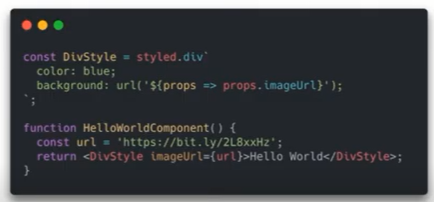 const DivStyle = styled.div`
color: blue;
background: url('${props => props.imageUrl}');
`;
function HelloWorldComponent() {
const url = 'https://bit.ly/2L8xxHz';
return <DivStyle imageUrl={url}>Hello World</DivStyle>;
}